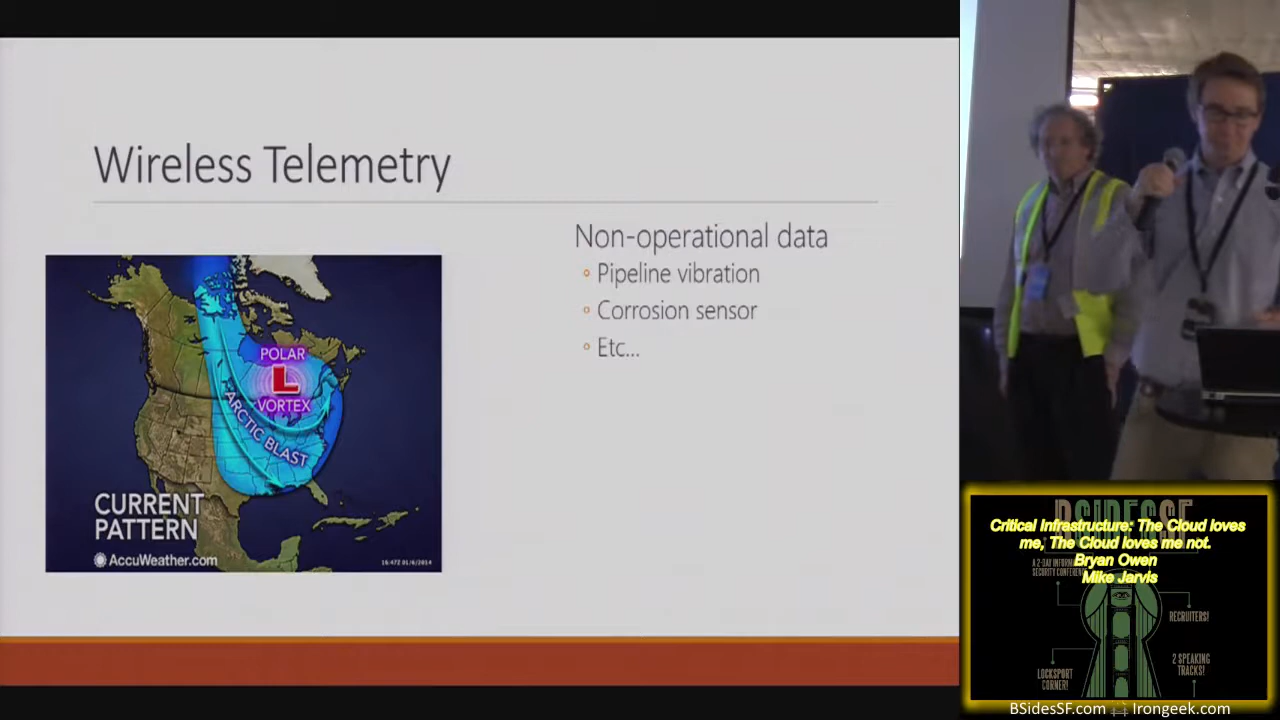 Wireless Telemetry
Non-operational data
Pipeline vibration
Corrosion sensor
Etc...
POLAR
L
VORTEX
ARCTIC BLAST
CURRENT
PATTERN
AccuWeather.com
BSIDESSF
Critical Infrastructure: The Cloud loves
me, The Cloud loves me not.
Bryan Owen
Mike Jarvis
A 2-DAY
SECURITY
RECRUITERS!
LOCKSPORT
CORNER!
2 SPEAKING
TRACKS!
BSidesSF.com
Irongeek.com